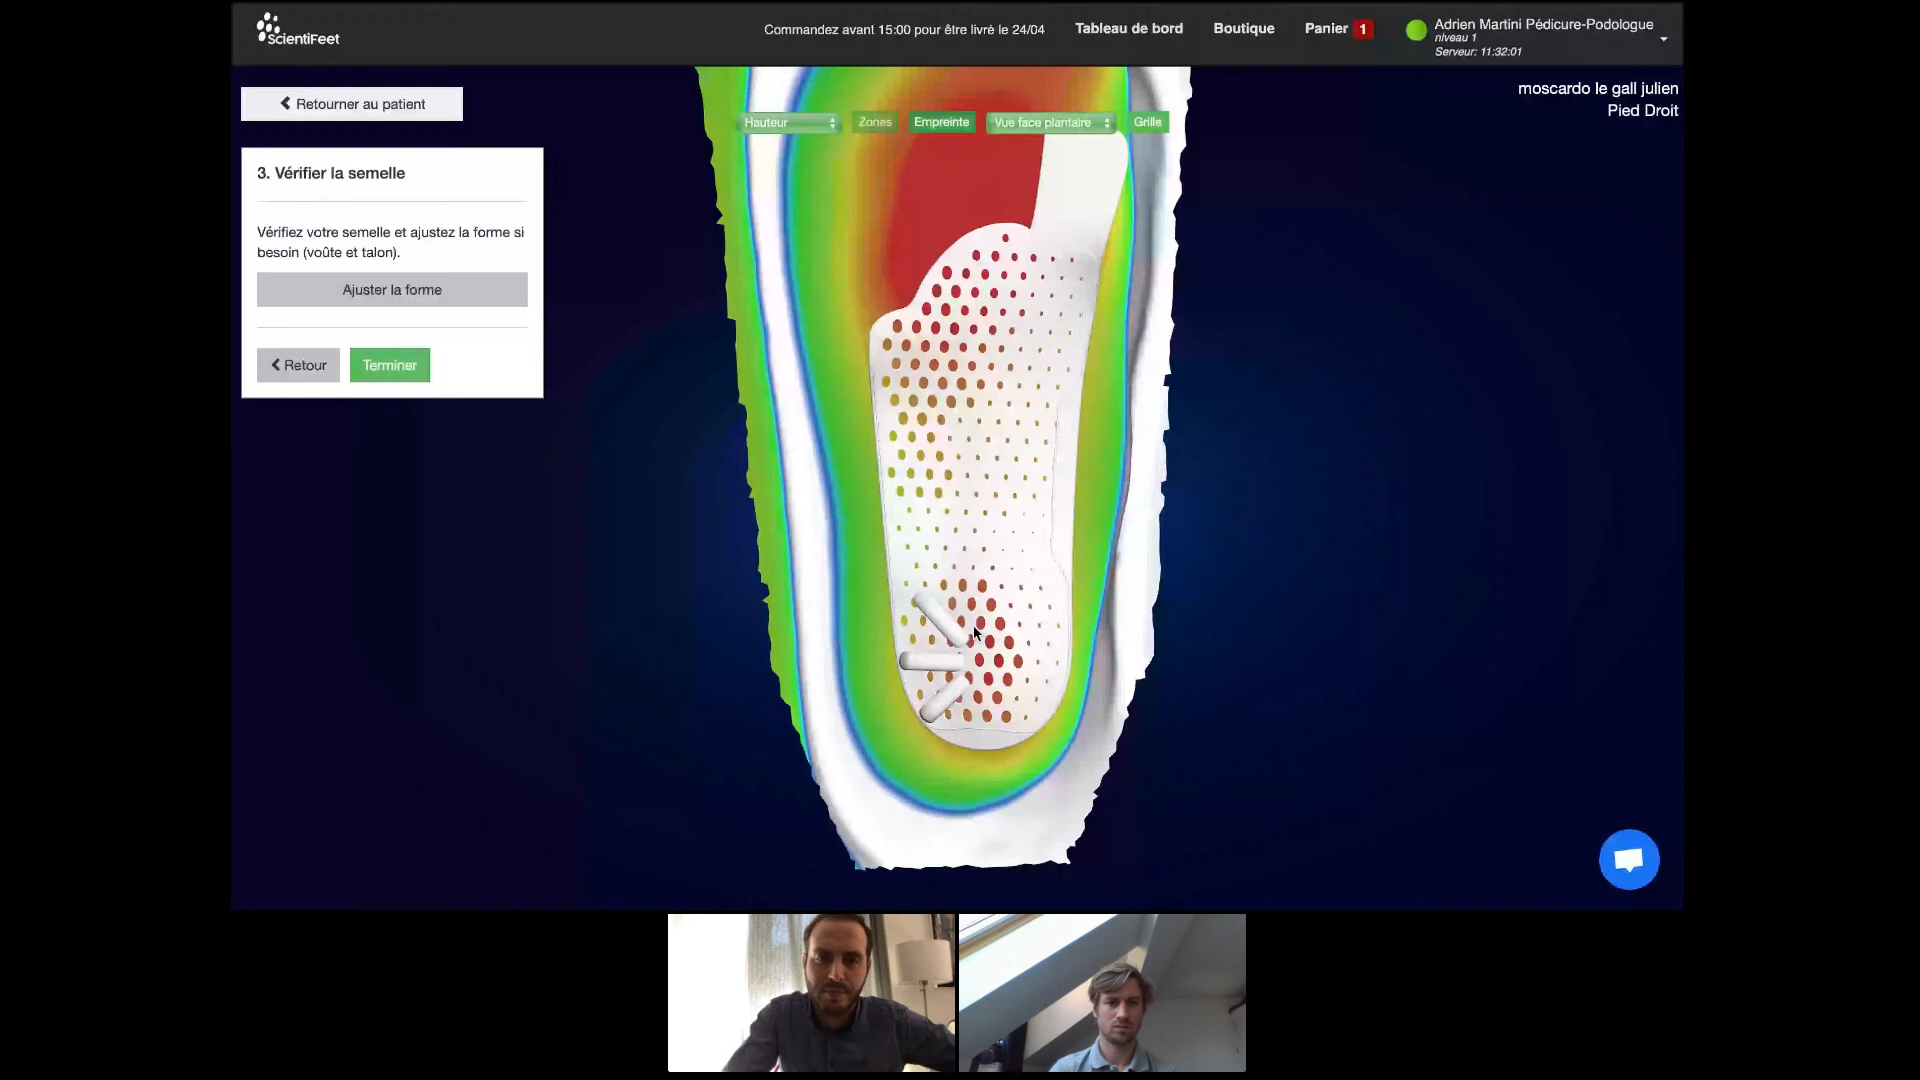 ScientiFeet
Commandez avant 15:00 pour être livré le 24/04
Tableau de bord
Boutique
Panier 1
Adrien Martini Pédicure-Podologue
niveau 1
Serveur: 11:32:01
Retourner au patient
moscardo le gall julien
Pied Droit
Hauteur
Zones
Empreinte
Vue face plantaire
Grille
3. Vérifier la semelle
Vérifiez votre semelle et ajustez la forme si
besoin (voûte et talon).
Ajuster la forme
Retour
Terminer